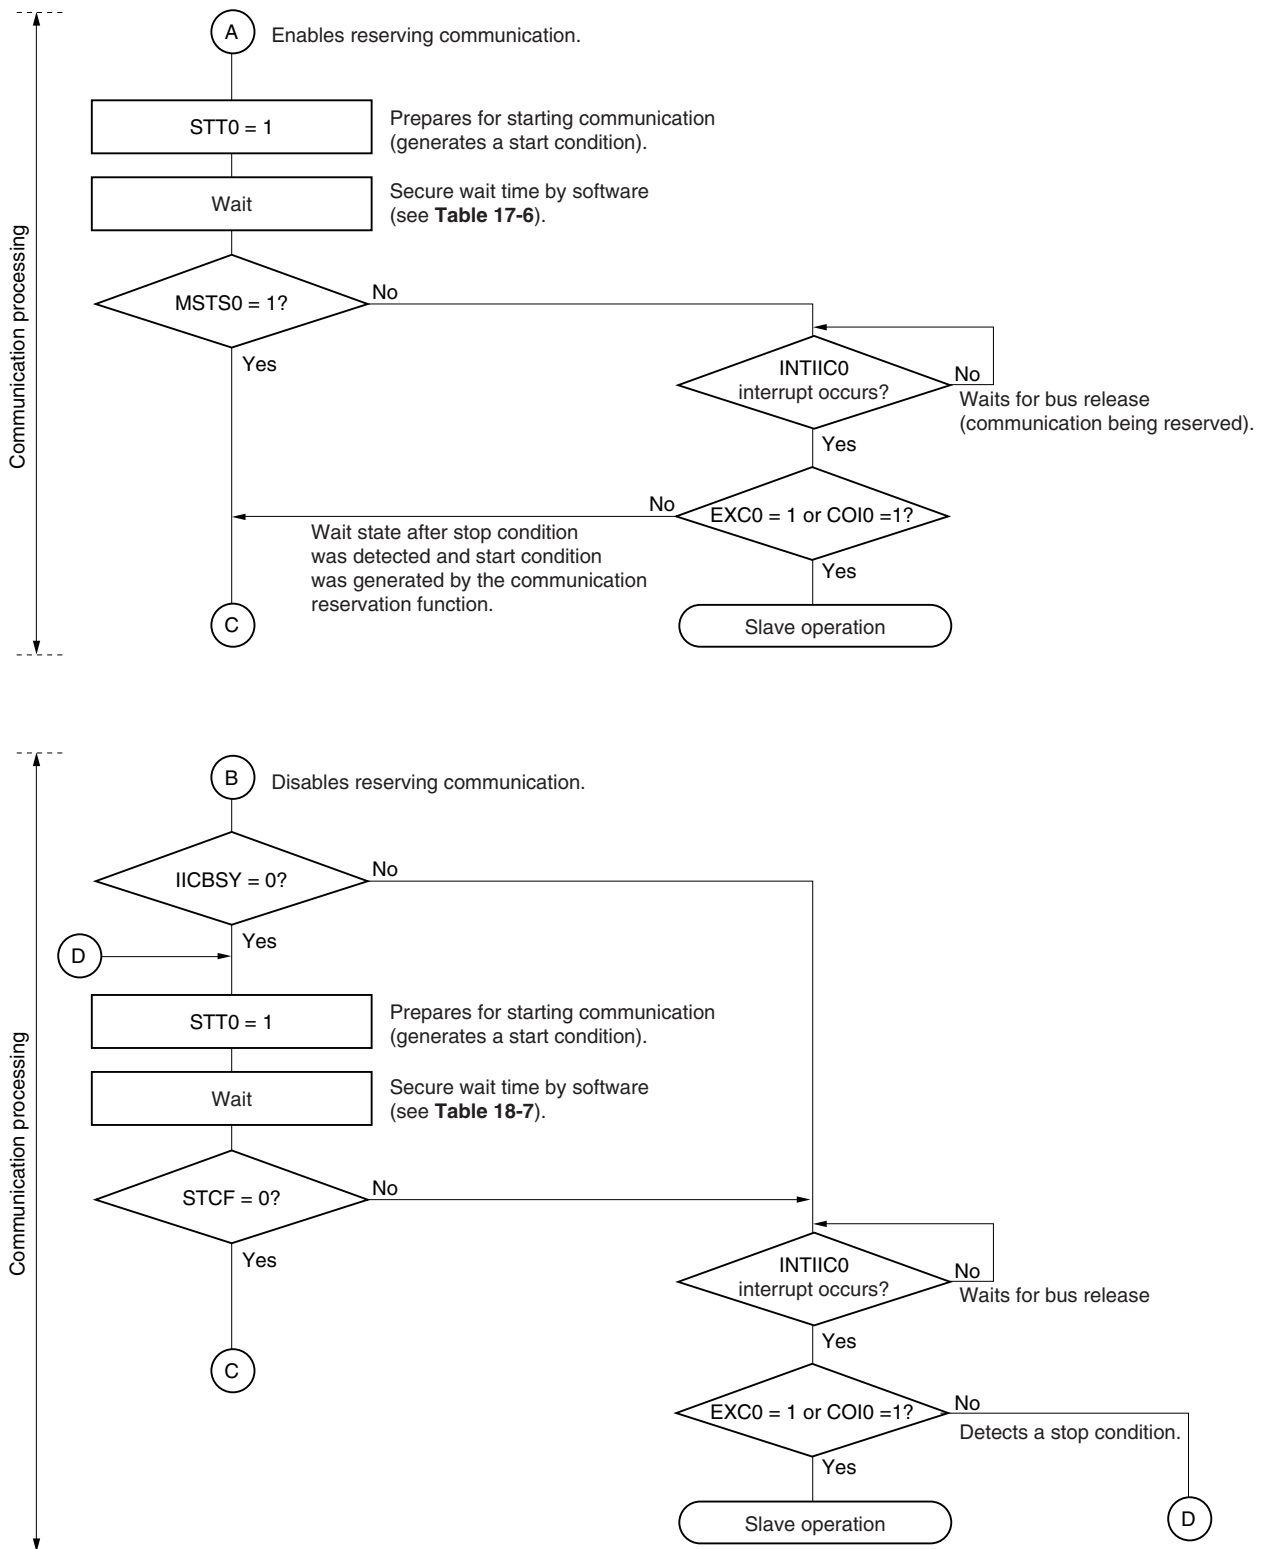 A
Enables reserving communication.
STT0 = 1
Prepares for starting communication
(generates a start condition).
Wait
Secure wait time by software
(see Table 17-6).
MSTS0 = 1?
No
Yes
INTIIC0
interrupt occurs?
No
Waits for bus release
(communication being reserved).
Yes
EXC0 = 1 or COI0 =1?
No
Wait state after stop condition
was detected and start condition
was generated by the communication
reservation function.
Yes
C
Slave operation
Communication processing
B
Disables reserving communication.
IICBSY = 0?
No
Yes
D
STT0 = 1
Prepares for starting communication
(generates a start condition).
Wait
Secure wait time by software
(see Table 18-7).
STCF = 0?
No
Yes
C
INTIIC0
interrupt occurs?
No
Waits for bus release
Yes
EXC0 = 1 or COI0 =1?
No
Detects a stop condition.
Yes
Slave operation
D
Communication processing